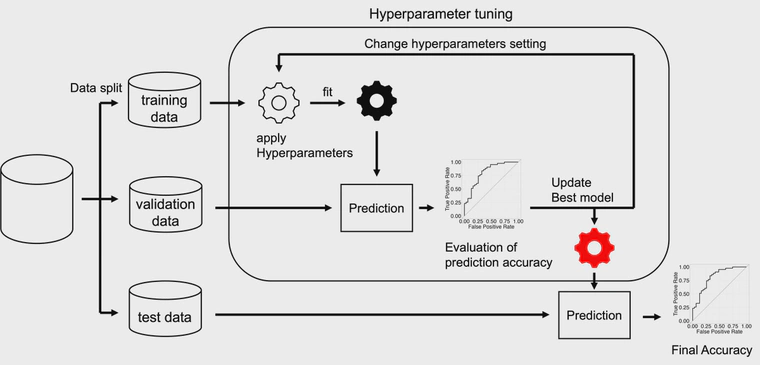 Hyperparameter tuning
Change hyperparameters setting
Data split
training
data
fit
apply
Hyperparameters
validation
data
Prediction
True Positive Rate
1.00
0.75
0.50
0.25
0.00
0.00 0.25 0.50 0.75 1.00
False Positive Rate
Update
Best model
Evaluation of
prediction accuracy
test data
Prediction
True Positive Rate
1.00
0.75
0.50
0.25
0.00
0.00 0.25 0.50 0.75 1.00
False Positive Rate
Final Accuracy